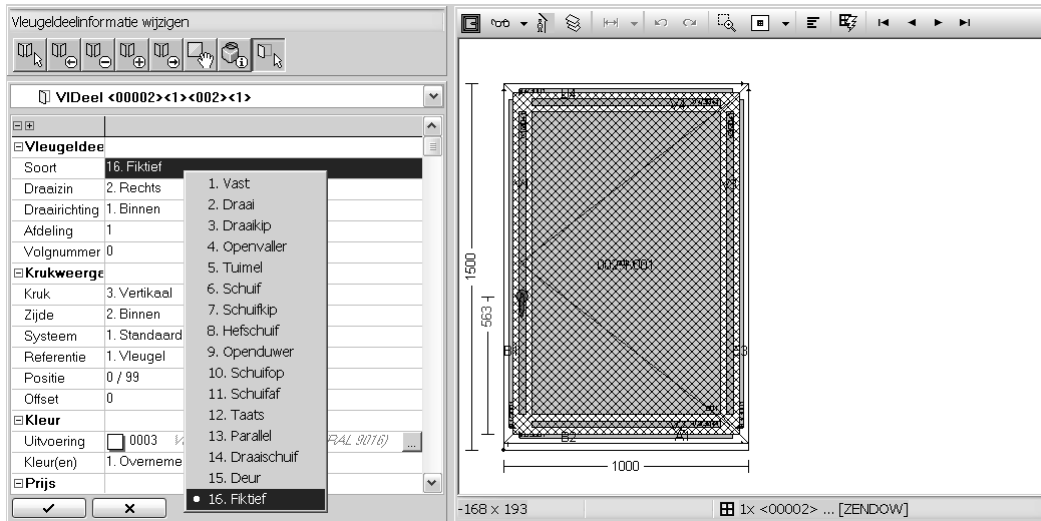 Vleugeldeelinformatie wijzigen
VlDeel <00002><1><002><1>
Vleugeldee
Soort 16. Fiktief
Draaizin 2. Rechts
Draairichting 1. Binnen
Afdeling 1
Volgnummer 0
Krukweerge
Kruk 3. Vertikaal
Zijde 2. Binnen
Systeem 1. Standaard
Referentie 1. Vleugel
Positie 0 / 99
Offset 0
Kleur
Uitvoering 0003 RAL 9016) ...
Kleur(en) 1. Overneme
Prijs
1. Vast
2. Draai
3. Draaikip
4. Openvaller
5. Tuimel
6. Schuif
7. Schuifkip
8. Hefschuif
9. Openduwer
10. Schuifop
11. Schuifaf
12. Taats
13. Parallel
14. Draaischuif
15. Deur
16. Fiktief
1500
563
1000
V4
B2
A1
-168 x 193
1x <00002> ... [ZENDOW]